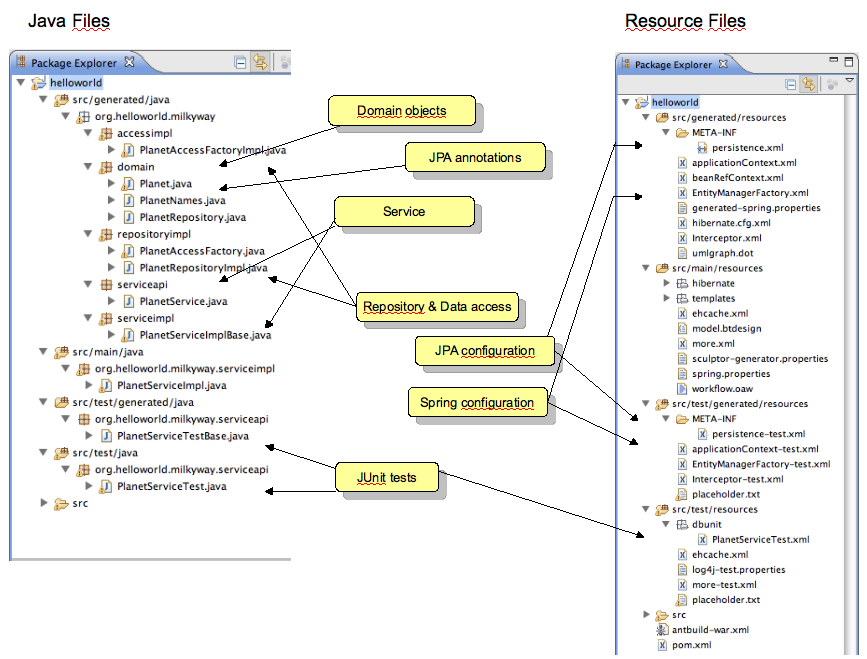 Java Files
Package Explorer
helloworld
src/generated/java
org.helloworld.milkyway
accessimpl
PlanetAccessFactoryImpl.java
domain
Planet.java
PlanetNames.java
PlanetRepository.java
repositoryimpl
PlanetAccessFactory.java
PlanetRepositoryImpl.java
serviceapi
PlanetService.java
serviceimpl
PlanetServiceImplBase.java
src/main/java
org.helloworld.milkyway.serviceimpl
PlanetServiceImpl.java
src/test/generated/java
org.helloworld.milkyway.serviceapi
PlanetServiceTestBase.java
src/test/java
org.helloworld.milkyway.serviceapi
PlanetServiceTest.java
src
Domain objects
JPA annotations
Service
Repository & Data access
JPA configuration
Spring configuration
JUnit tests
Resource Files
Package Explorer
helloworld
src/generated/resources
META-INF
persistence.xml
applicationContext.xml
beanRefContext.xml
EntityManagerFactory.xml
generated-spring.properties
hibernate.cfg.xml
Interceptor.xml
umlgraph.dot
src/main/resources
hibernate
templates
ehcache.xml
model.btdesign
more.xml
sculptor-generator.properties
spring.properties
workflow.oaw
src/test/generated/resources
META-INF
persistence-test.xml
applicationContext-test.xml
EntityManagerFactory-test.xml
Interceptor-test.xml
placeholder.txt
src/test/resources
dbunit
PlanetServiceTest.xml
ehcache.xml
log4j-test.properties
more-test.xml
placeholder.txt
src
antbuild-war.xml
pom.xml